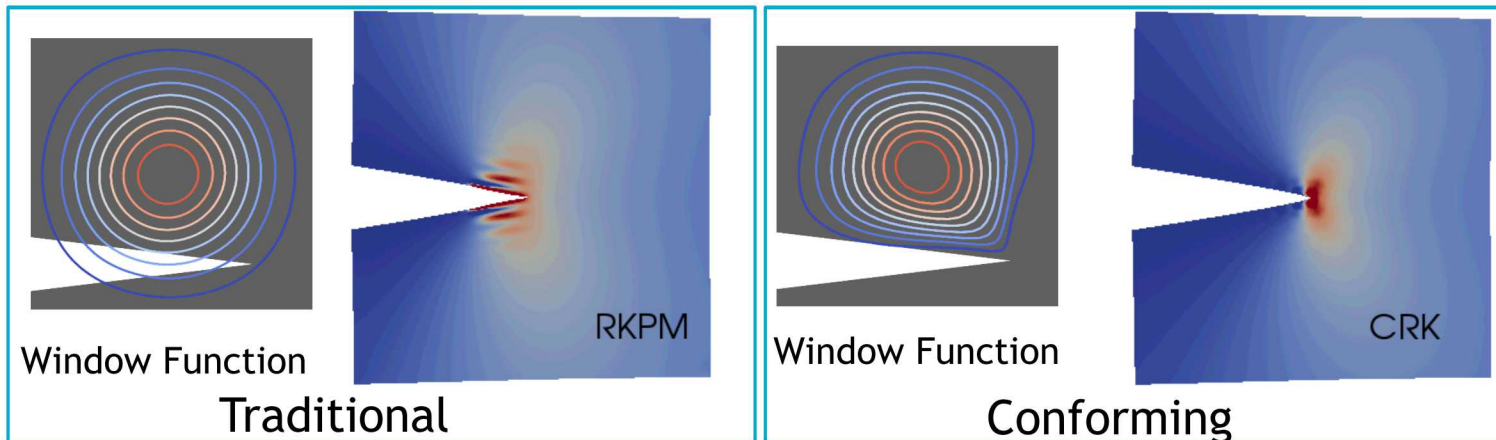 RKPM
Window Function
Traditional
CRK
Window Function
Conforming